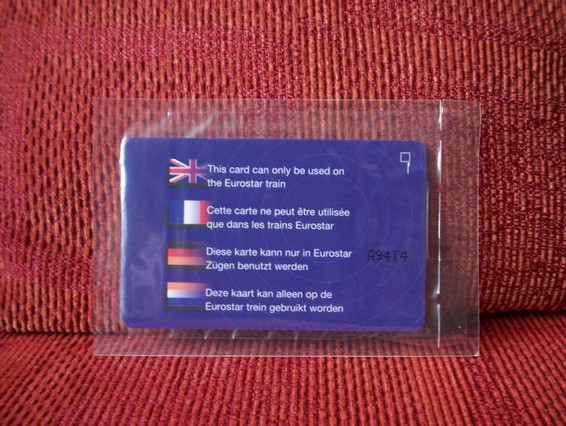 This card can only be used on
the Eurostar train
Cette carte ne peut être utilisée
que dans les trains Eurostar
Diese karte kann nur in Eurostar
Zügen benutzt werden
A94T4
Deze kaart kan alleen op de
Eurostar trein gebruikt worden